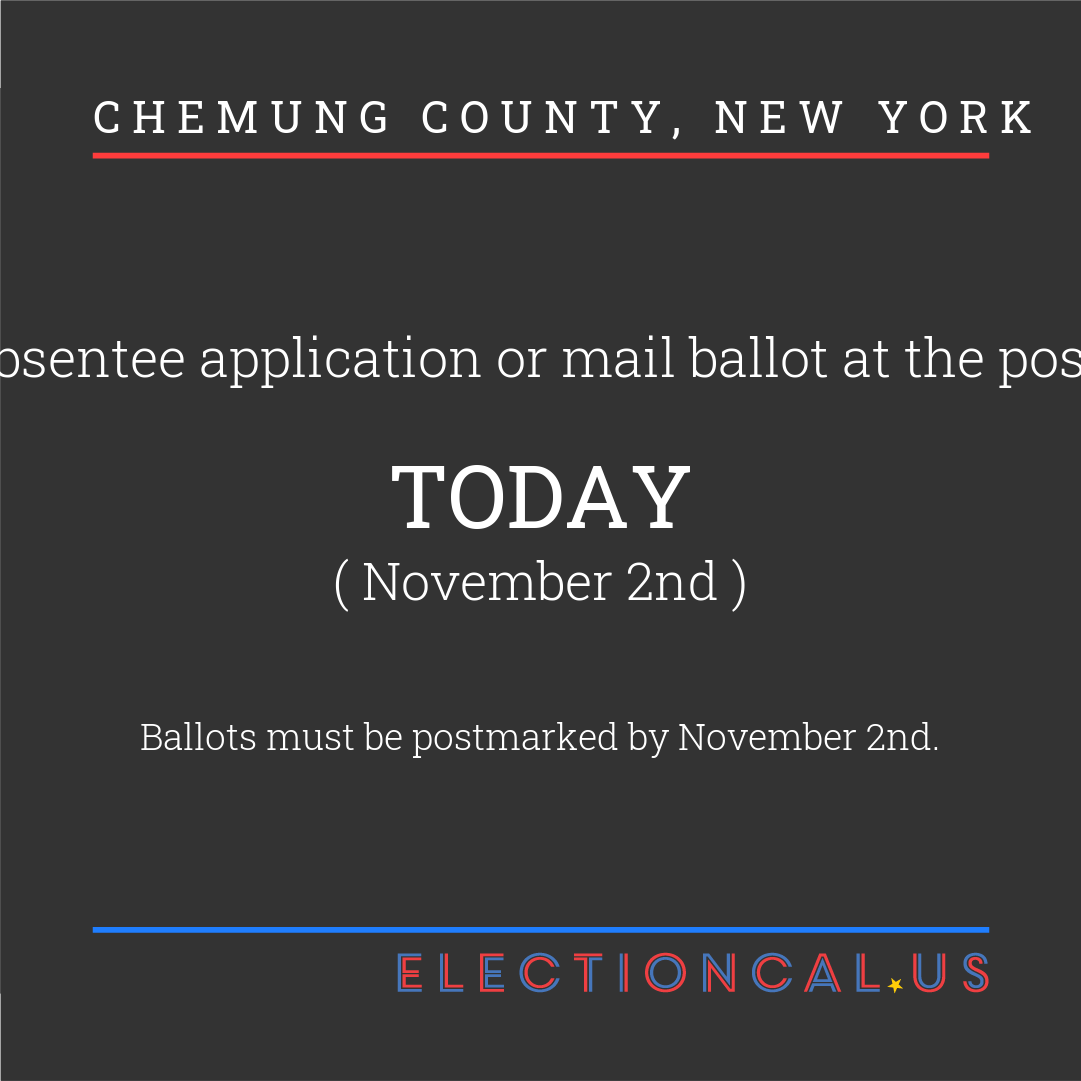 CHEMUNG COUNTY, NEW YORK
bsentee application or mail ballot at the pos
TODAY
( November 2nd )
Ballots must be postmarked by November 2nd.
ELECTIONCAL.US